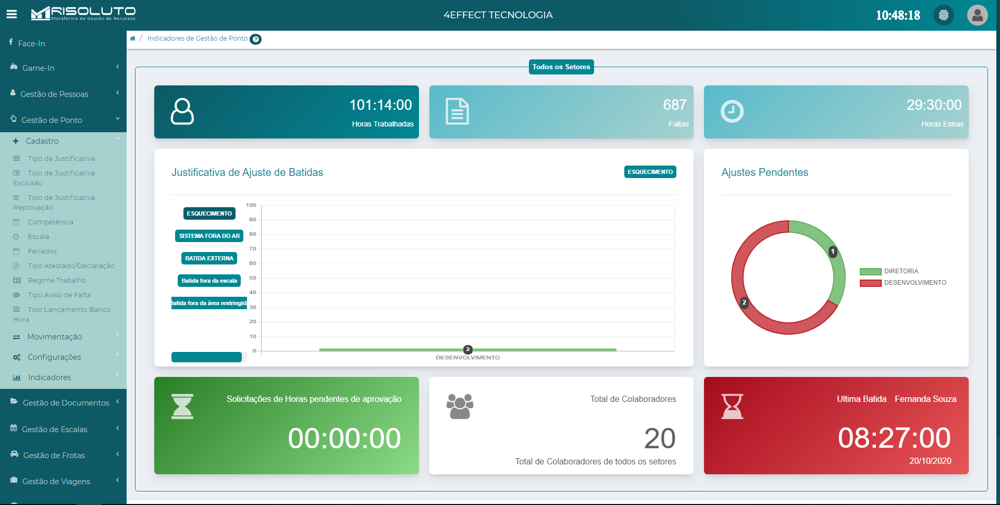 RISOLUTO
Plataforma de Gestão de Recursos
4EFFECT TECNOLOGIA
10:48:18
/ Indicadores de Gestão de Ponto ?
Face-In
Game-In
Gestão de Pessoas
Gestão de Ponto
Cadastro
Tipo de Justificativa
Tipo de Justificativa
Exclusão
Tipo de Justificativa
Reprovação
Competência
Escala
Feriados
Tipo Atestado/Declaração
Regime Trabalho
Tipo Aviso de Falta
Tipo Lançamento Banco
Hora
Movimentação
Configurações
Indicadores
Gestão de Documentos
Gestão de Escalas
Gestão de Frotas
Gestão de Viagens
Todos os Setores
101:14:00
Horas Trabalhadas
687
Faltas
29:30:00
Horas Extras
Justificativa de Ajuste de Batidas
ESQUECIMENTO
ESQUECIMENTO
SISTEMA FORA DO AR
BATIDA EXTERNA
Batida fora da escala
Batida fora da área restringida
100
90
80
70
60
50
40
30
20
10
0
2
DESENVOLVIMENTO
Ajustes Pendentes
1
2
DIRETORIA
DESENVOLVIMENTO
Solicitações de Horas pendentes de aprovação
00:00:00
Total de Colaboradores
20
Total de Colaboradores de todos os setores
Ultima Batida Fernanda Souza
08:27:00
20/10/2020